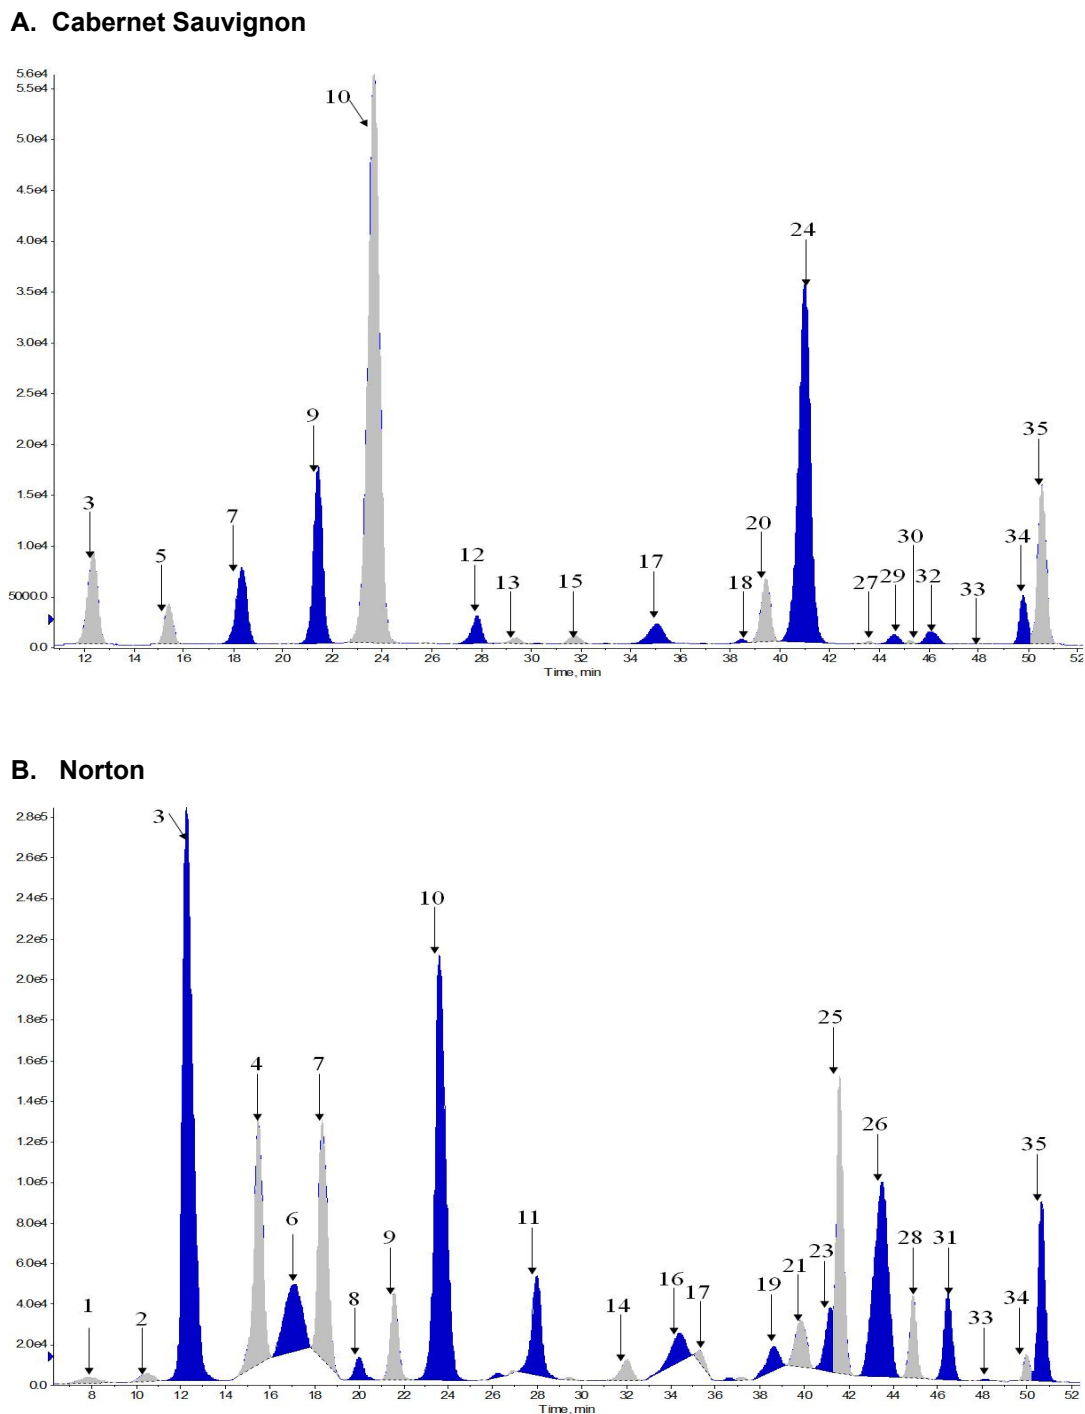 A. Cabernet Sauvignon
5.6e4
5.5e4
10
5.0e4
4.5e4
24
4.0e4
3.5e4
3.0e4
2.5e4
9
35
2.0e4
1.5e4
3
7
20
30
34
5
12
17
1.0e4
13
15
18
27
29
32
33
5000.0
0.0
12 14 16 18 20 22 24 26 28 30 32 34 36 38 40 42 44 46 48 50 52
Time, min
B. Norton
2.8e5
3
2.6e5
2.4e5
10
2.2e5
2.0e5
25
1.8e5
1.6e5
4
7
1.4e5
26
1.2e5
35
6
11
9
23
28
31
1.0e5
8.0e4
16
17
19
21
1
2
8
14
33
34
6.0e4
4.0e4
2.0e4
0.0
8 10 12 14 16 18 20 22 24 26 28 30 32 34 36 38 40 42 44 46 48 50 52
Time, min